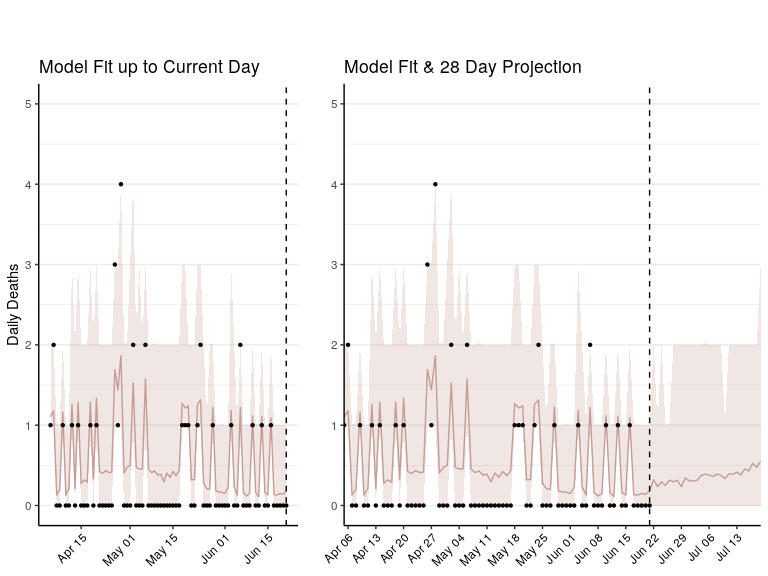 Model Fit up to Current Day
Model Fit & 28 Day Projection
Daily Deaths
5
4
3
2
1
0
Apr 15
May 01
May 15
Jun 01
Jun 15
5
4
3
2
1
0
Apr 06
Apr 13
Apr 20
Apr 27
May 04
May 11
May 18
May 25
Jun 01
Jun 08
Jun 15
Jun 22
Jun 29
Jul 06
Jul 13